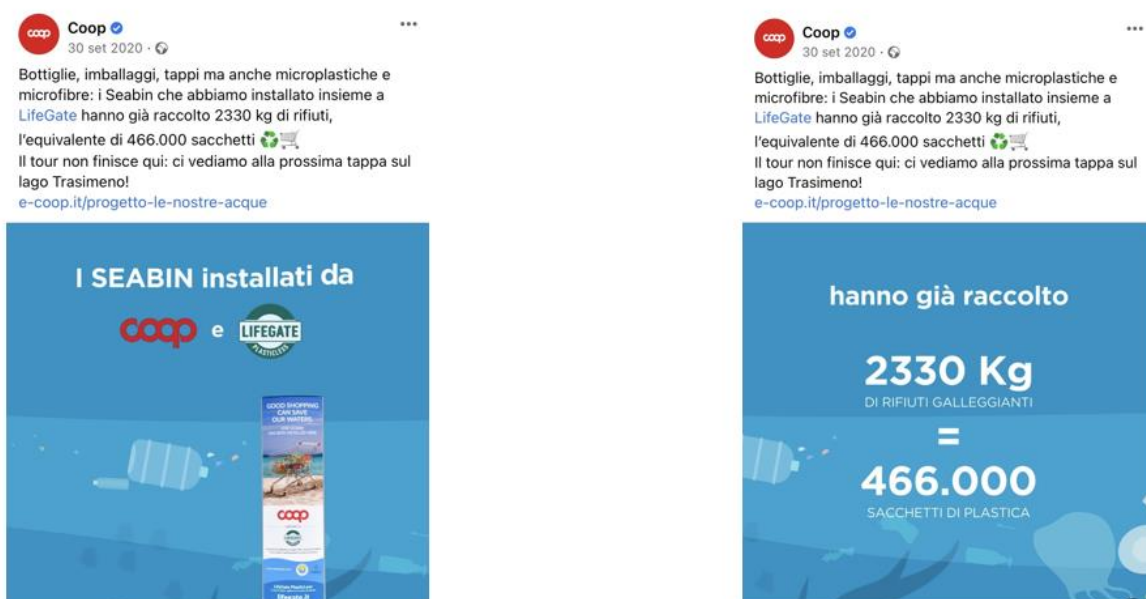 Coop
30 set 2020
Bottiglie, imballaggi, tappi ma anche microplastiche e
microfibre: i Seabin che abbiamo installato insieme a
LifeGate hanno già raccolto 2330 kg di rifiuti,
l'equivalente di 466.000 sacchetti
Il tour non finisce qui: ci vediamo alla prossima tappa sul
lago Trasimeno!
e-coop.it/progetto-le-nostre-acque
I SEABIN installati da
coop e LIFEGATE
PLASTICLESS
GOOD SHOPPING
CAN SAVE
OUR WATERS
coop
lifegate.it
coop
Coop
30 set 2020
Bottiglie, imballaggi, tappi ma anche microplastiche e
microfibre: i Seabin che abbiamo installato insieme a
LifeGate hanno già raccolto 2330 kg di rifiuti,
l'equivalente di 466.000 sacchetti
Il tour non finisce qui: ci vediamo alla prossima tappa sul
lago Trasimeno!
e-coop.it/progetto-le-nostre-acque
hanno già raccolto
2330 Kg
DI RIFIUTI GALLEGGIANTI
=
466.000
SACCHETTI DI PLASTICA